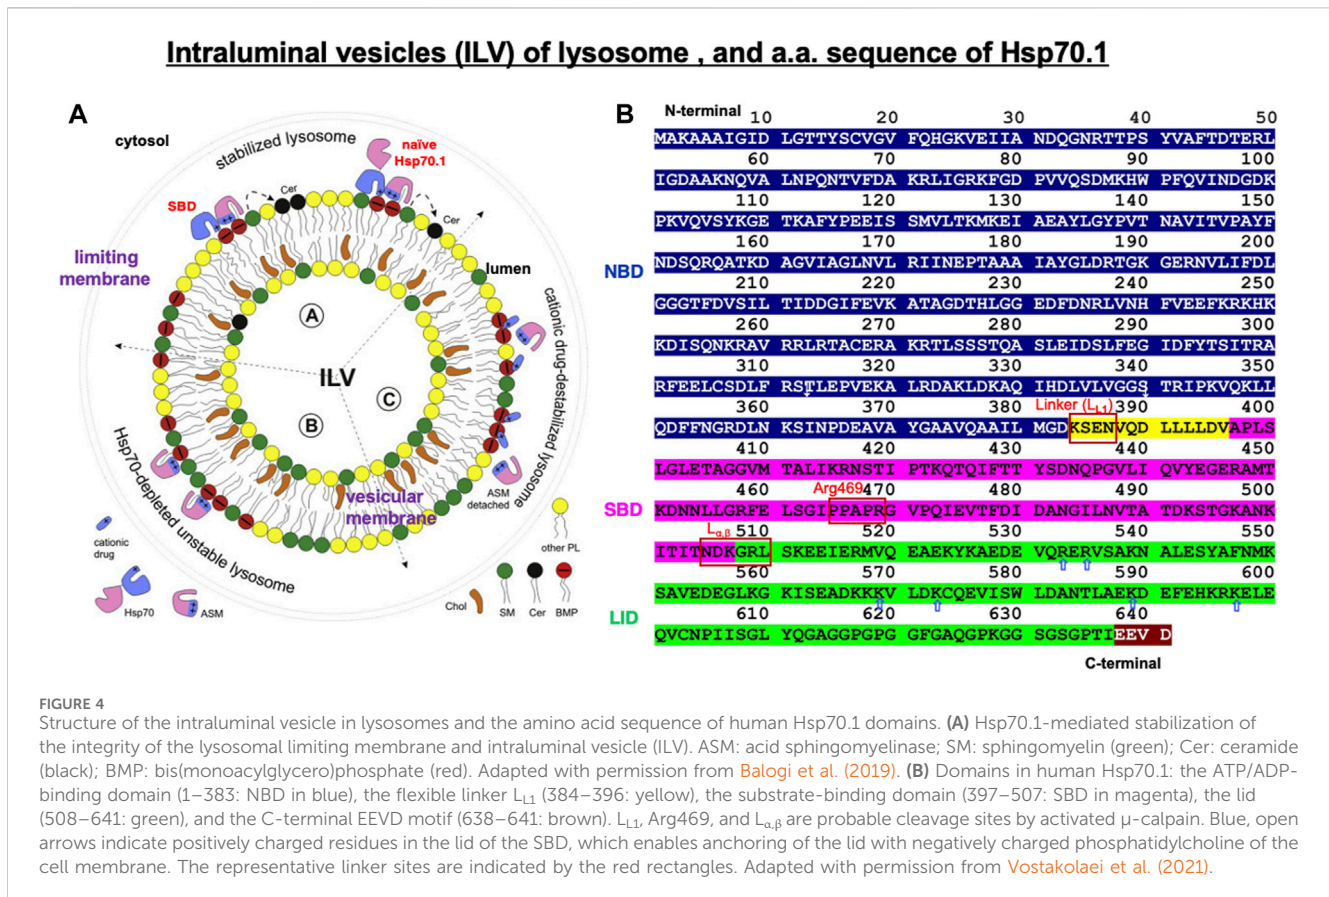 Intraluminal vesicles (ILV) of lysosome , and a.a. sequence of Hsp70.1
A
cytosol
stabilized lysosome
naïve
Hsp70.1
Cer
SBD
Cer
limiting
membrane
lumen
cationic drug-destabilized lysosome
A
ILV
C
B
Hsp70-depleted unstable lysosome
vesicular
membrane
ASM
detached
cationic
drug
other PL
Hsp70
ASM
Chol
SM
Cer
BMP
B
N-terminal
10 20 30 40 50
MAKAAAIGID LGTTYSCVGV FQHGKVEIIA NDQGNRTTPS YVAFTDTERL
60 70 80 90 100
IGDAAKNQVA LNPQNTVFDA KRLIGRKFGD PVVQSDMKHW PFQVINDGDK
110 120 130 140 150
PKVQVSYKGE TKAFYPEEIS SMVLTKMKEI AEAYLGYPVT NAVITVPAYF
160 170 180 190 200
NBD
NDSQRQATKD AGVIAGLNVL RIINEPTAAA IAYGLDRTGK GERNVLIFDL
210 220 230 240 250
GGGTFDVSIL TIDDGIFEVK ATAGDTHLGG EDFDNRLVNH FVEEFKRKHK
260 270 280 290 300
KDISQNKRAV RRLRTACERA KRTLSSSTQA SLEIDSLFEG IDFYTSITRA
310 320 330 340 350
RFEELCSDLF RSTLEPVEKA LRDAKLDKAQ IHDLVLVGGS TRIPKVQKLL
360 370 380 390 400
Linker (LL1)
QDFFNGRDLN KSINPDEAVA YGAAVQAAIL MGDKSENVQD LLLLDVAPLS
410 420 430 440 450
LGLETAGGVM TALIKRNSTI PTKQTQIFTT YSDNQPGVLI QVYEGERAMT
460 470 480 490 500
Arg469
SBD
KDNNLLGRFE LSGIPPAPRG VPQIEVTFDI DANGILNVTA TDKSTGKANK
Lα,β
510 520 530 540 550
ITITNDKGRL SKEEIERMVQ EAEKYKAEDE VQRERVSAKN ALESYAFNMK
560 570 580 590 600
SAVEDEGLKG KISEADKKKV LDKCQEVISW LDANTLAEKD EFEHKRKELE
610 620 630 640
LID
QVCNPIISGL YQGAGGPGPG GFGAQGPKGG SGSGPTIEEV D
C-terminal
FIGURE 4
Structure of the intraluminal vesicle in lysosomes and the amino acid sequence of human Hsp70.1 domains. (A) Hsp70.1-mediated stabilization of
the integrity of the lysosomal limiting membrane and intraluminal vesicle (ILV). ASM: acid sphingomyelinase; SM: sphingomyelin (green); Cer: ceramide
(black); BMP: bis(monoacylglycero)phosphate (red). Adapted with permission from Balogi et al. (2019). (B) Domains in human Hsp70.1: the ATP/ADP-
binding domain (1–383: NBD in blue), the flexible linker LL1 (384–396: yellow), the substrate-binding domain (397–507: SBD in magenta), the lid
(508–641: green), and the C-terminal EEVD motif (638–641: brown). LL1, Arg469, and Lα,β are probable cleavage sites by activated μ-calpain. Blue, open
arrows indicate positively charged residues in the lid of the SBD, which enables anchoring of the lid with negatively charged phosphatidylcholine of the
cell membrane. The representative linker sites are indicated by the red rectangles. Adapted with permission from Vostakolaei et al. (2021).